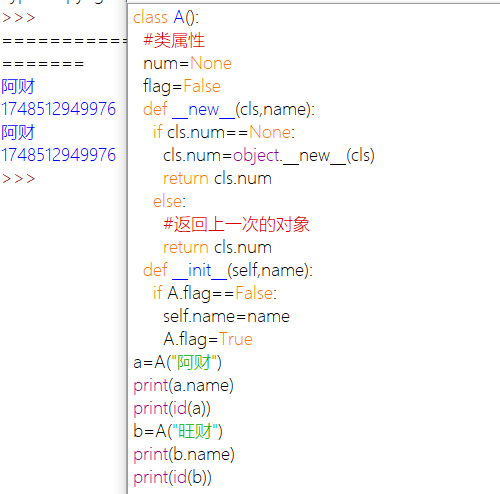 >>>
===========
=======
阿财
1748512949976
阿财
1748512949976
>>>
class A():
  #类属性
  num=None
  flag=False
  def __new__(cls,name):
    if cls.num==None:
      cls.num=object.__new__(cls)
      return cls.num
    else:
      #返回上一次的对象
      return cls.num
  def __init__(self,name):
    if A.flag==False:
      self.name=name
      A.flag=True
a=A("阿财")
print(a.name)
print(id(a))
b=A("旺财")
print(b.name)
print(id(b))